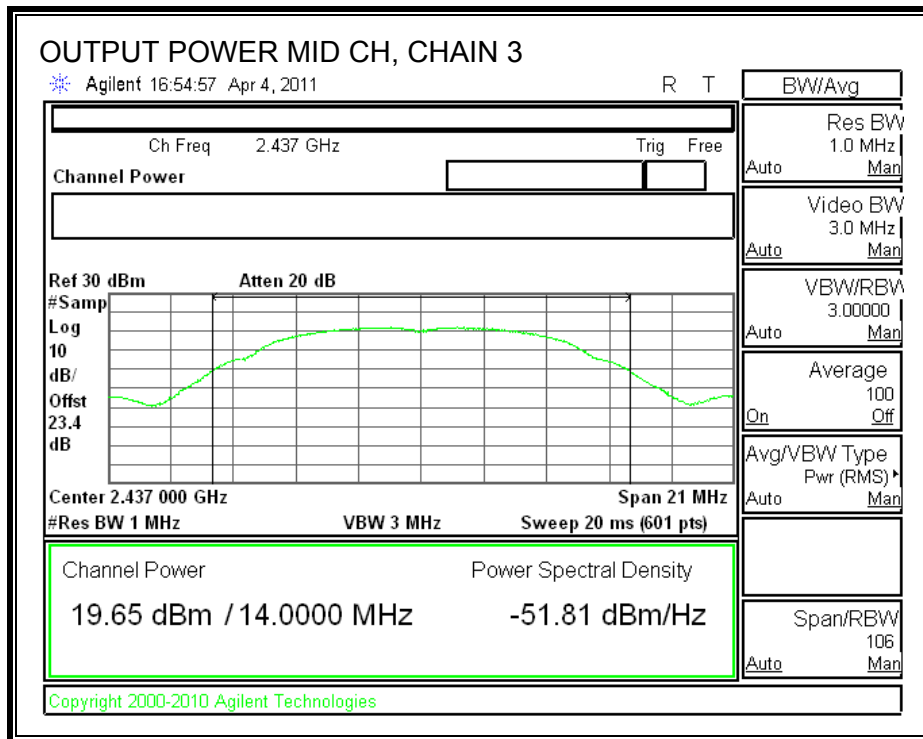 OUTPUT POWER MID CH, CHAIN 3
Agilent 16:54:57 Apr 4, 2011 R T
Ch Freq 2.437 GHz Trig Free
Channel Power
Ref 30 dBm Atten 20 dB
#Samp
Log
10
dB/
Offst
23.4
dB
Center 2.437 000 GHz Span 21 MHz
#Res BW 1 MHz VBW 3 MHz Sweep 20 ms (601 pts)
Channel Power Power Spectral Density
19.65 dBm / 14.0000 MHz -51.81 dBm/Hz
Copyright 2000-2010 Agilent Technologies
BW/Avg
Res BW
1.0 MHz
Auto Man
Video BW
3.0 MHz
Auto Man
VBW/RBW
3.00000
Auto Man
Average
100
On Off
Avg/VBW Type
Pwr (RMS)
Auto Man
Span/RBW
106
Auto Man